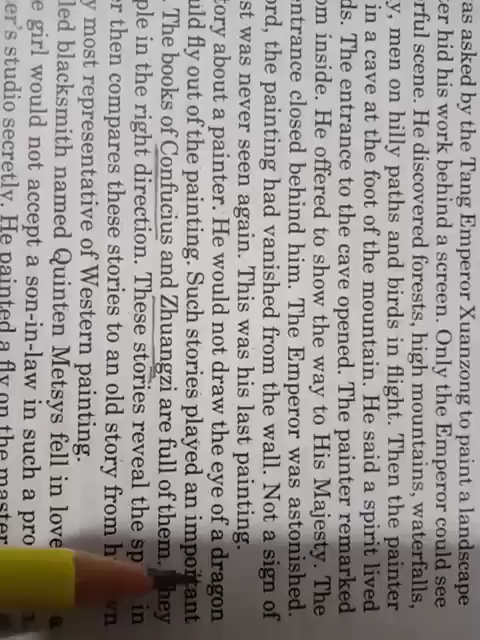 as asked by the Tang Emperor Xuanzong to paint a landscape
er hid his work behind a screen. Only the Emperor could see
rful scene. He discovered forests, high mountains, waterfalls,
y, men on hilly paths and birds in flight. Then the painter
in a cave at the foot of the mountain. He said a spirit lived
ds. The entrance to the cave opened. The painter remarked
om inside. He offered to show the way to His Majesty. The
entrance closed behind him. The Emperor was astonished.
ord, the painting had vanished from the wall. Not a sign of
st was never seen again. This was his last painting.
tory about a painter. He would not draw the eye of a dragon
uld fly out of the painting. Such stories played an important
. The books of Confucius and Zhuangzi are full of them. They
ple in the right direction. These stories reveal the sp in
er then compares these stories to an old story from h wn
y most representative of Western painting.
led blacksmith named Quinten Metsys fell in love a
e girl would not accept a son-in-law in such a pro
er's studio secretly. He painted a fly on the master